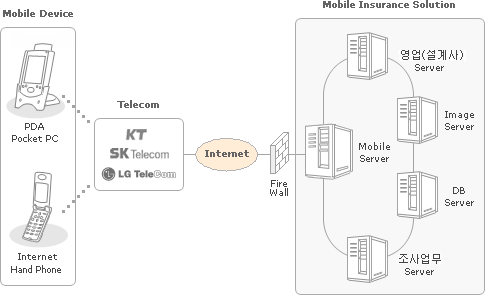 Mobile Device
PDA
Pocket PC
Internet
Hand Phone
Telecom
KT
SK Telecom
LG TeleCom
Internet
Fire
Wall
Mobile Insurance Solution
영업(설계사)
Server
Image
Server
Mobile
Server
DB
Server
조사업무
Server